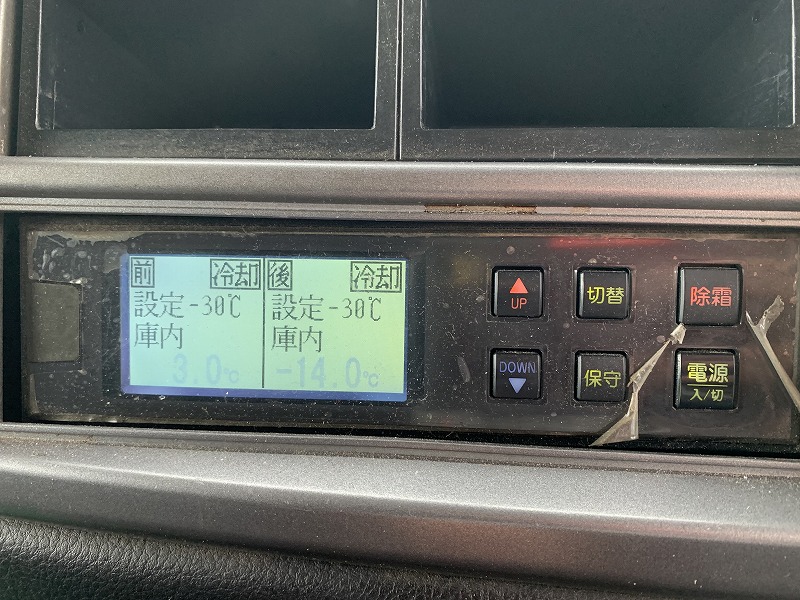 前 冷却 後 冷却
設定-30℃ 設定-30℃
庫内 庫内
3.0℃ -14.0℃
UP 切替 除霜
DOWN 保守 電源
入/切